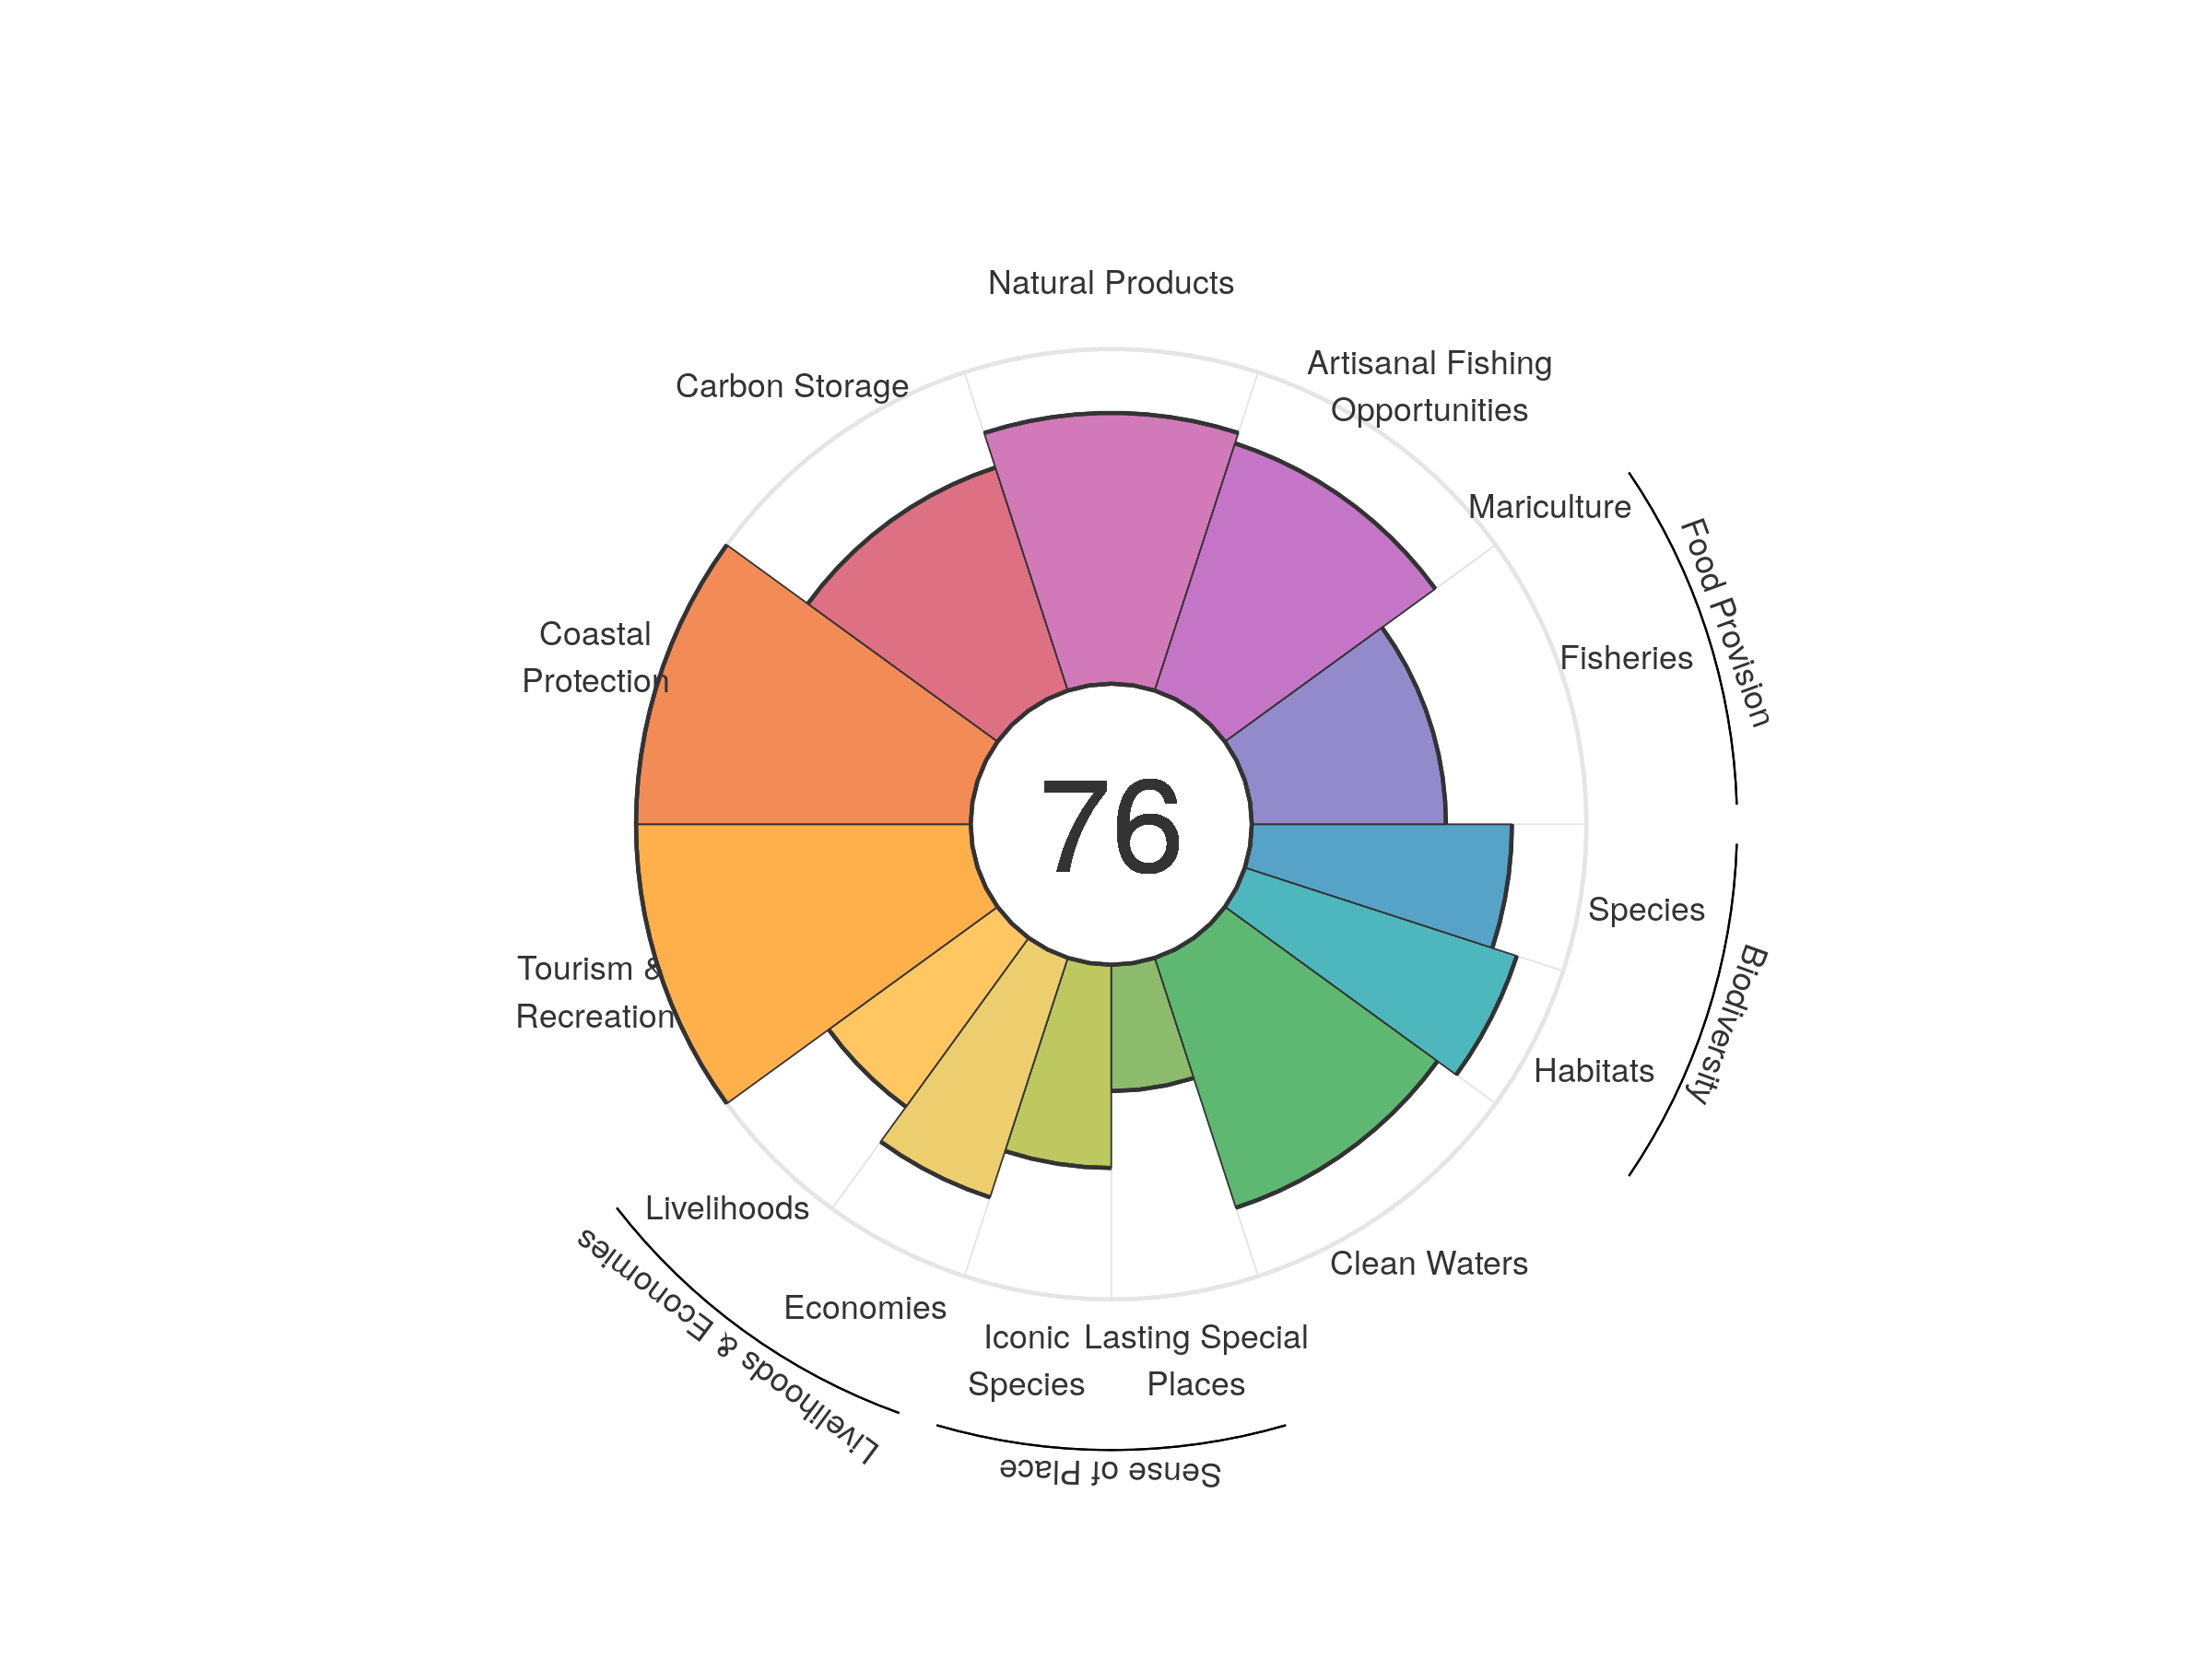 Natural Products
Artisanal Fishing
Opportunities
Carbon Storage
Mariculture
Food Provision
Fisheries
Coastal
Protection
76
Species
Biodiversity
Tourism &
Recreation
Habitats
Livelihoods
Clean Waters
Livelihoods & Economies
Economies
Iconic
Species
Lasting Special
Places
Sense of Place